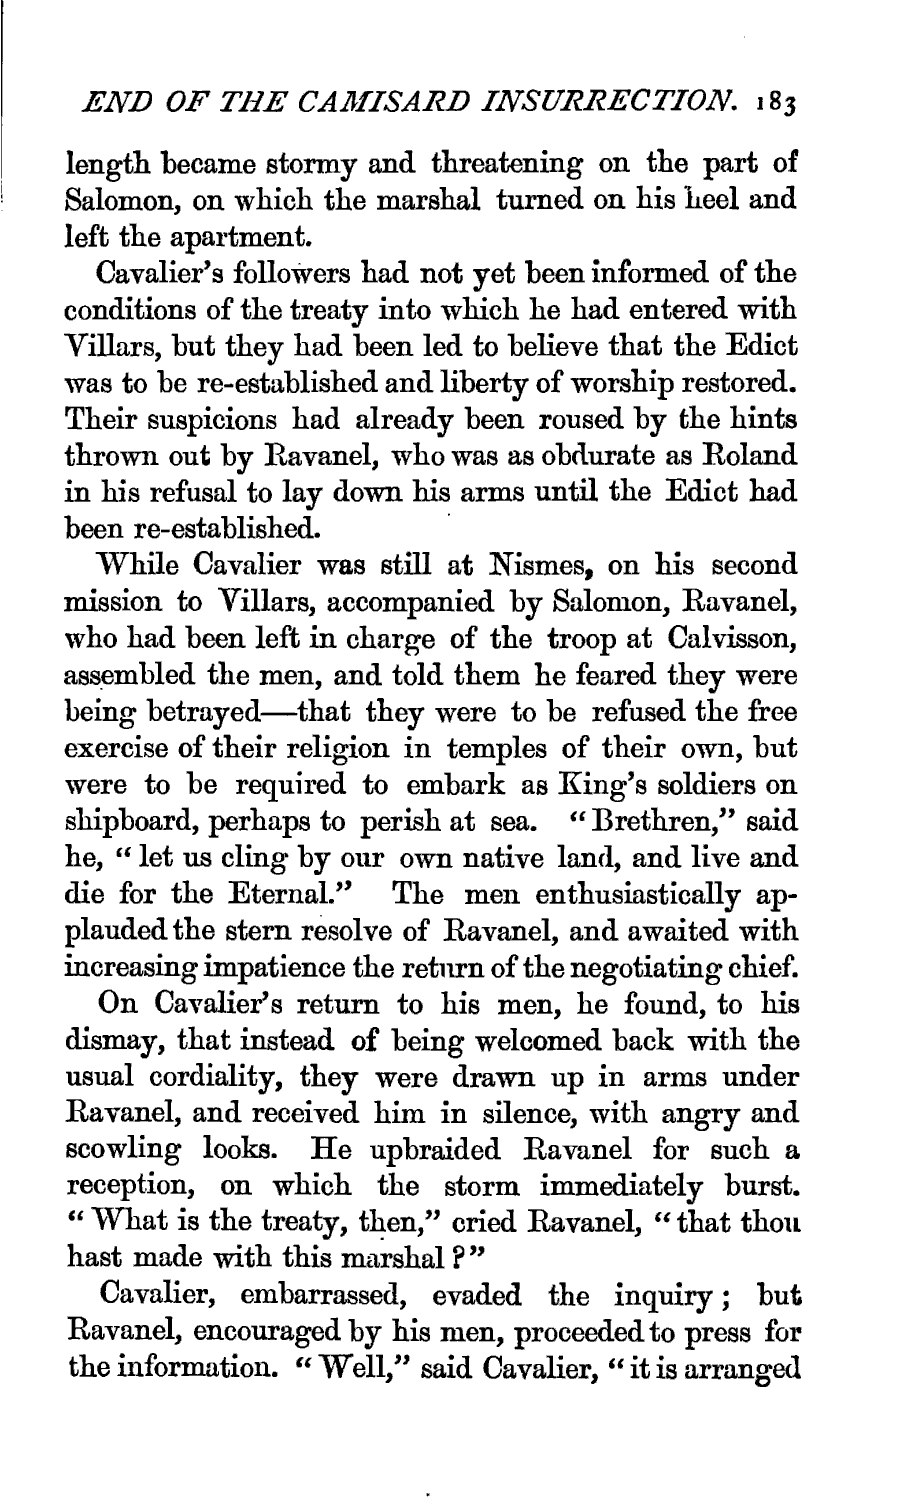 END OF THE CAMISARD INSURRECTION. 183
length became stormy and threatening on the part of
Salomon, on which the marshal turned on his heel and
left the apartment.
Cavalier's followers had not yet been informed of the
conditions of the treaty into which he had entered with
Villars, but they had been led to believe that the Edict
was to be re-established and liberty of worship restored.
Their suspicions had already been roused by the hints
thrown out by Ravanel, who was as obdurate as Roland
in his refusal to lay down his arms until the Edict had
been re-established.
While Cavalier was still at Nismes, on his second
mission to Villars, accompanied by Salomon, Ravanel,
who had been left in charge of the troop at Calvisson,
assembled the men, and told them he feared they were
being betrayed—that they were to be refused the free
exercise of their religion in temples of their own, but
were to be required to embark as King's soldiers on
shipboard, perhaps to perish at sea. "Brethren," said
he, "let us cling by our own native land, and live and
die for the Eternal." The men enthusiastically ap-
plauded the stern resolve of Ravanel, and awaited with
increasing impatience the return of the negotiating chief.
On Cavalier's return to his men, he found, to his
dismay, that instead of being welcomed back with the
usual cordiality, they were drawn up in arms under
Ravanel, and received him in silence, with angry and
scowling looks. He upbraided Ravanel for such a
reception, on which the storm immediately burst.
"What is the treaty, then," cried Ravanel, "that thou
hast made with this marshal?"
Cavalier, embarrassed, evaded the inquiry; but
Ravanel, encouraged by his men, proceeded to press for
the information. "Well," said Cavalier, "it is arranged